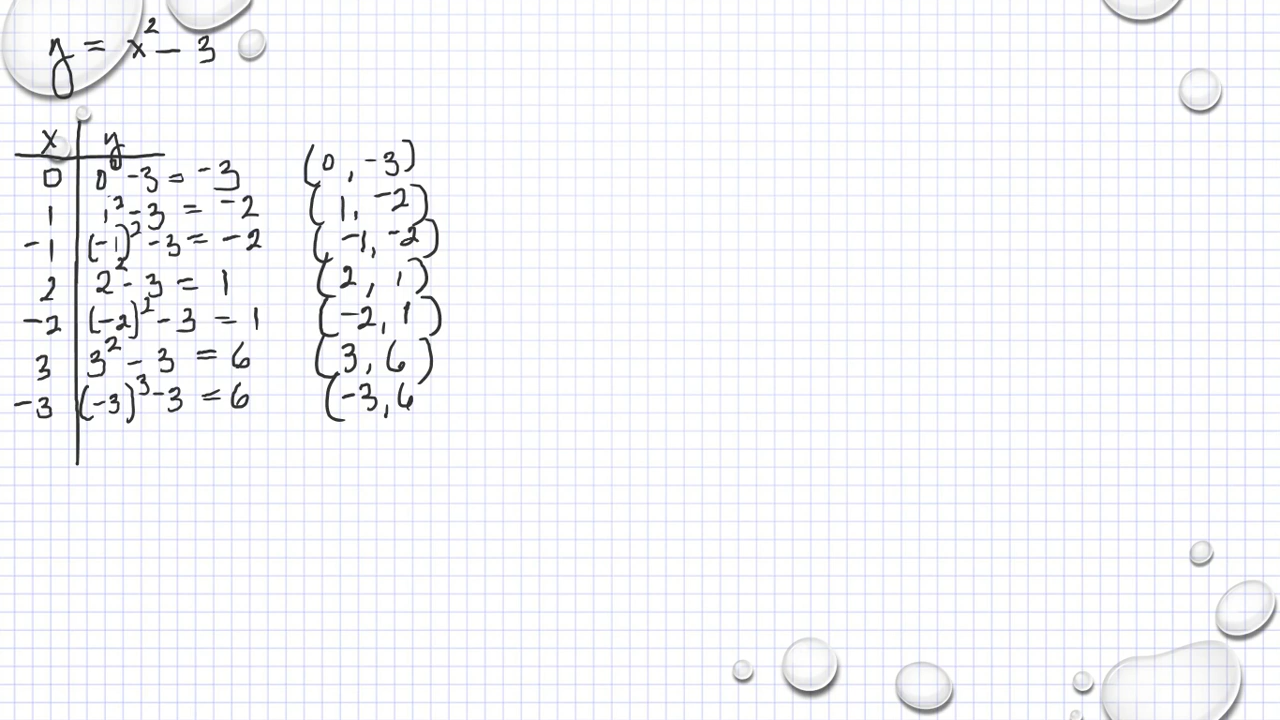 y = x² - 3
x | y
0 | 0⁰ - 3 = -3 (0, -3)
1 | 1² - 3 = -2 (1, -2)
-1 | (-1)² - 3 = -2 (-1, -2)
2 | 2² - 3 = 1 (2, 1)
-2 | (-2)² - 3 = 1 (-2, 1)
3 | 3² - 3 = 6 (3, 6)
-3 | (-3)³ - 3 = 6 (-3, 6